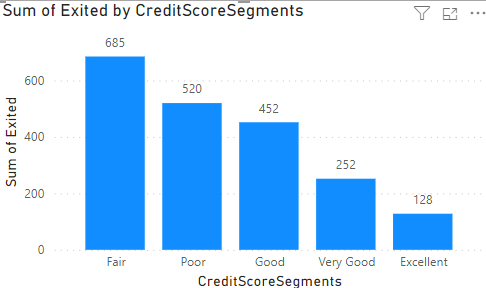 Sum of Exited by CreditScoreSegments
Sum of Exited
600
400
200
0
685
520
452
252
128
Fair
Poor
Good
Very Good
Excellent
CreditScoreSegments